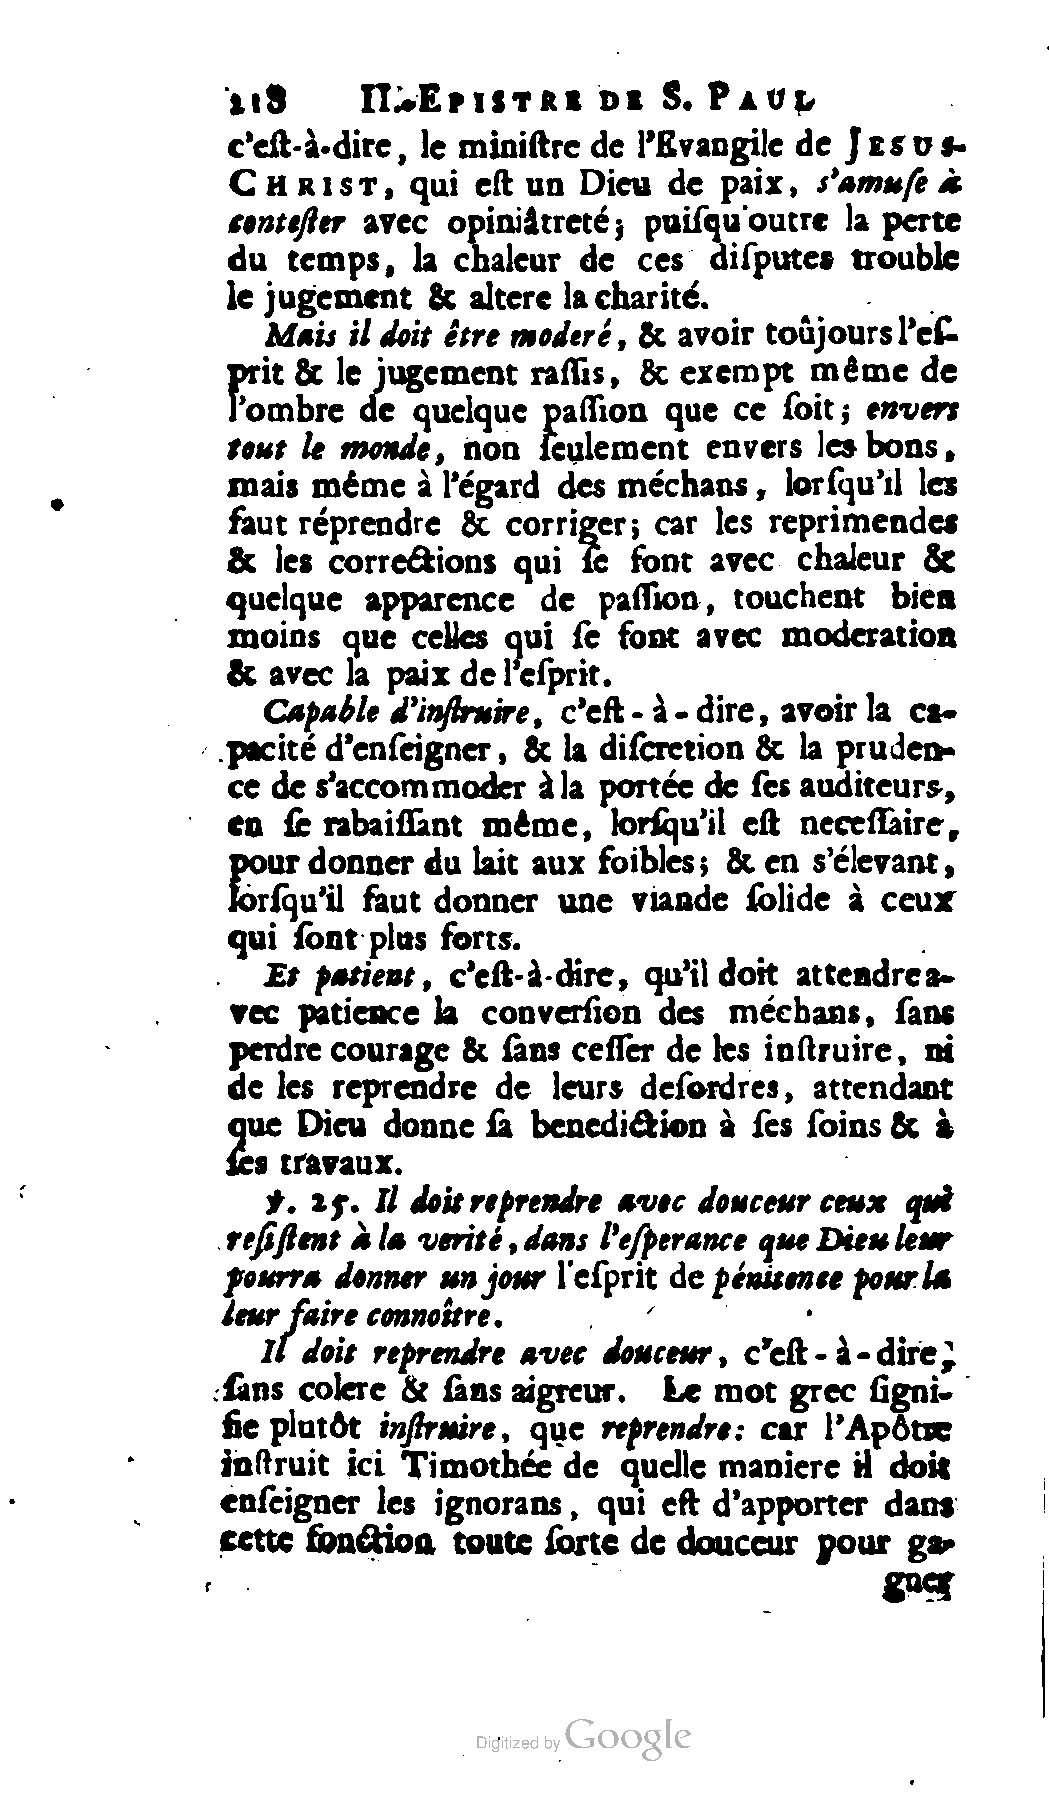 218 II. EPISTRE DE S. PAUL
c'eſt-à-dire, le miniſtre de l'Evangile de JESUS-
CHRIST, qui eſt un Dieu de paix, s'amuſe à
conteſter avec opiniâtreté; puiſqu'outre la perte
du temps, la chaleur de ces diſputes trouble
le jugement & altere la charité.
Mais il doit être moderé, & avoir toûjours l'eſ-
prit & le jugement raſſis, & exempt même de
l'ombre de quelque paſſion que ce ſoit; envers
tout le monde, non ſeulement envers les bons,
mais même à l'égard des méchans, lorſqu'il les
faut réprendre & corriger; car les reprimendes
& les corrections qui ſe font avec chaleur &
quelque apparence de paſſion, touchent bien
moins que celles qui ſe font avec moderation
& avec la paix de l'eſprit.
Capable d'inſtruire, c'eſt-à-dire, avoir la ca-
pacité d'enſeigner, & la diſcretion & la pruden-
ce de s'accommoder à la portée de ſes auditeurs,
en ſe rabaiſſant même, lorſqu'il eſt neceſſaire,
pour donner du lait aux foibles; & en s'élevant,
lorſqu'il faut donner une viande ſolide à ceux
qui ſont plus forts.
Et patient, c'eſt-à-dire, qu'il doit attendre a-
vec patience la converſion des méchans, ſans
perdre courage & ſans ceſſer de les inſtruire, ni
de les reprendre de leurs deſordres, attendant
que Dieu donne ſa benediction à ſes ſoins & à
ſes travaux.
℣. 25. Il doit reprendre avec douceur ceux qui
reſiſtent à la verité, dans l'eſperance que Dieu leur
pourra donner un jour l'eſprit de pénitence pour la
leur faire connoître.
Il doit reprendre avec douceur, c'eſt-à-dire,
ſans colere & ſans aigreur. Le mot grec ſigni-
fie plutôt inſtruire, que reprendre: car l'Apôtre
inſtruit ici Timothée de quelle maniere il doit
enſeigner les ignorans, qui eſt d'apporter dans
cette fonction toute ſorte de douceur pour ga-
gner
Digitized by Google